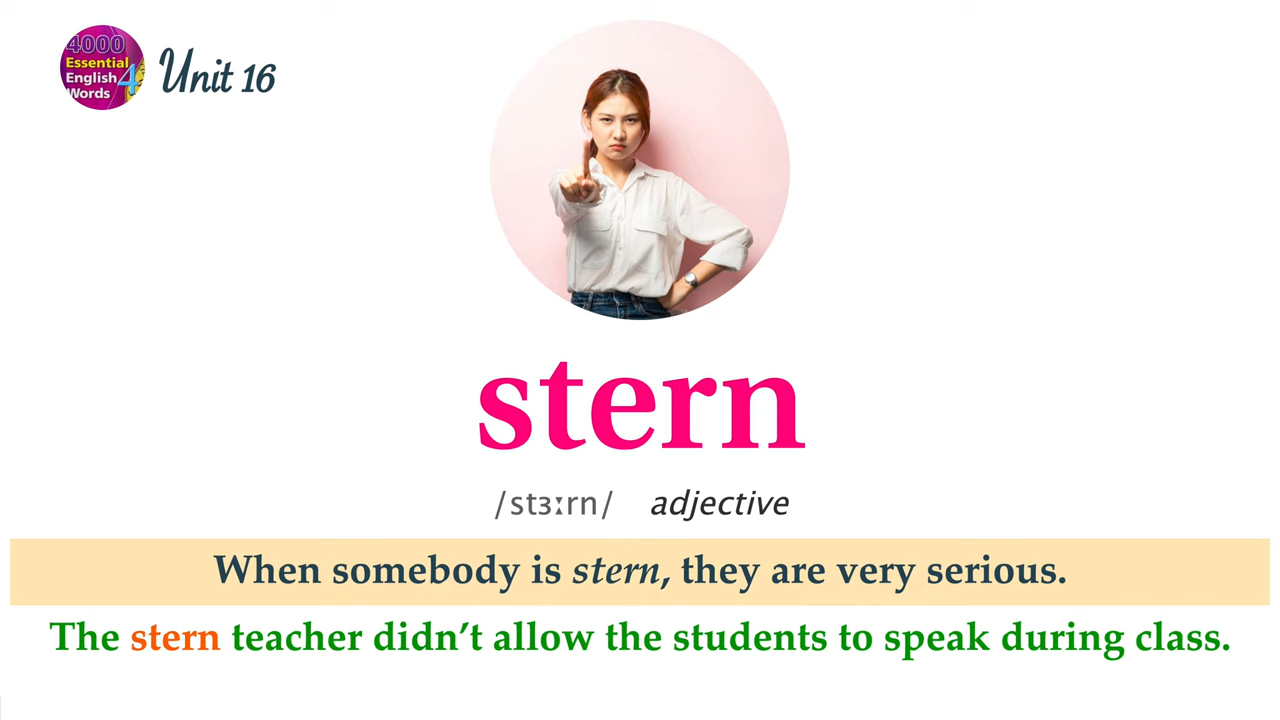 4000
Essential
English
Words
4
Unit 16
stern
/stɜːrn/ adjective
When somebody is stern, they are very serious.
The stern teacher didn’t allow the students to speak during class.